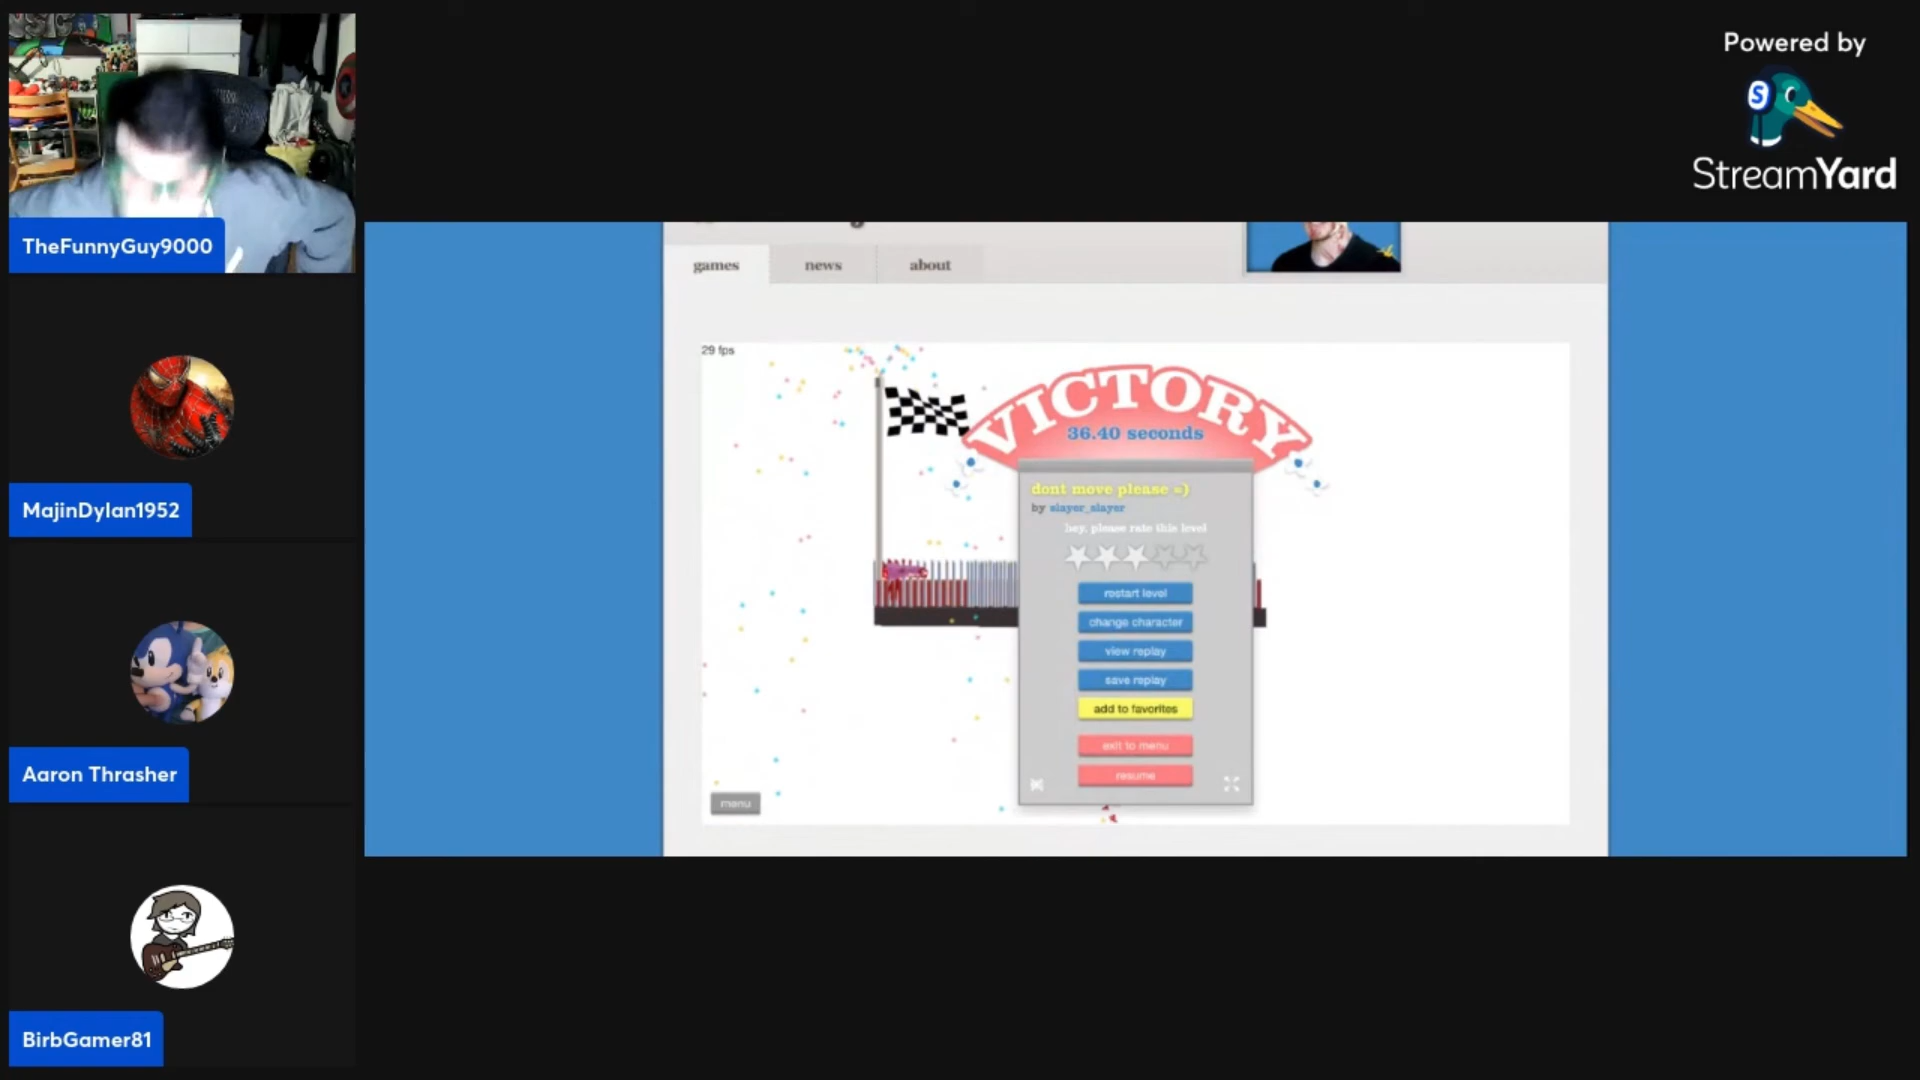 Powered by
S
StreamYard
TheFunnyGuy9000
MajinDylan1952
Aaron Thrasher
BirbGamer81
games
news
about
29 fps
VICTORY
36.40 seconds
dont move please =)
by slayer_slayer
hey, please rate this level
restart level
change character
view replay
save replay
add to favorites
exit to menu
resume
menu